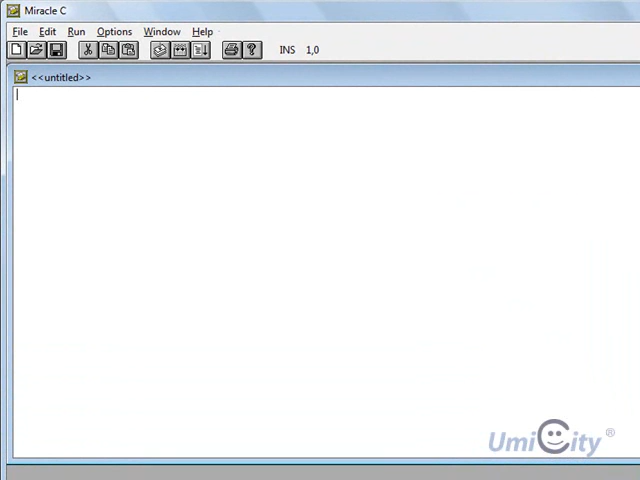 Miracle C
File Edit Run Options Window Help
INS 1,0
<<untitled>>
UmiCity ®